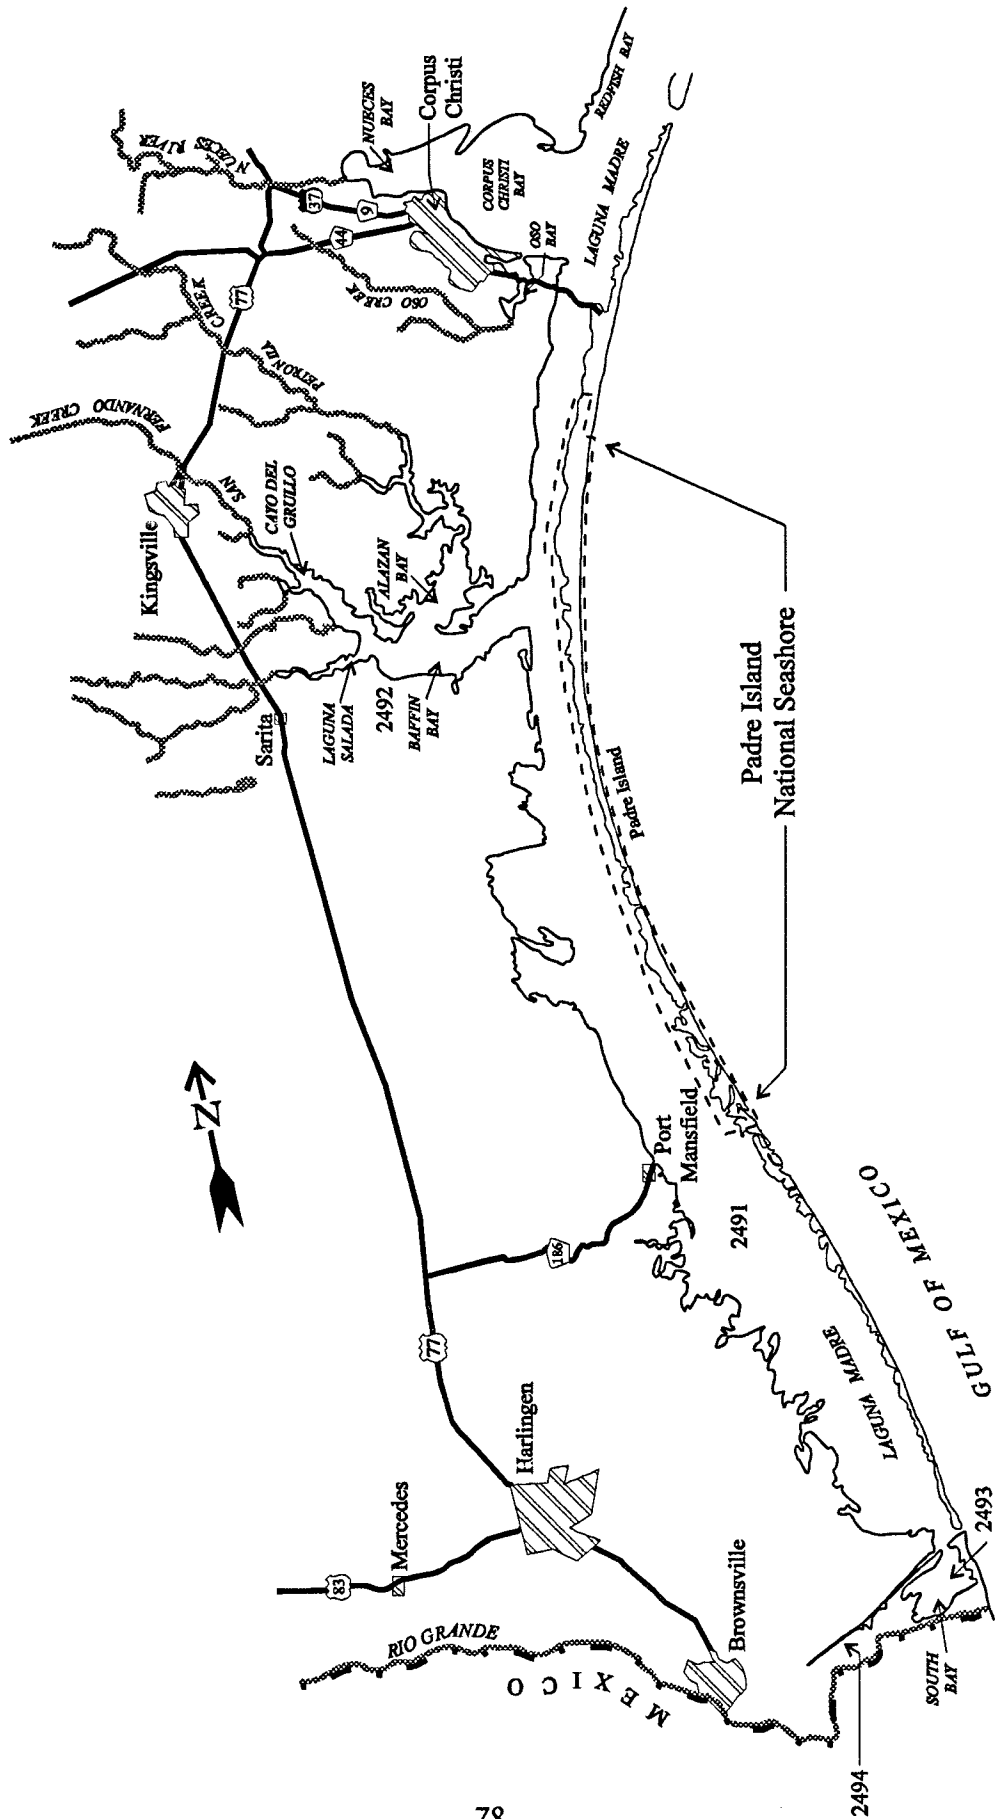 NUECES RIVER
NUECES
BAY
Corpus
Christi
REDFISH BAY
37
9
44
77
CORPUS
CHRISTI
BAY
OSO
BAY
OSO CREEK
LAGUNA MADRE
PETRONILA CREEK
SAN FERNANDO CREEK
Kingsville
CAYO DEL
GRULLO
ALAZAN
BAY
Sarita
LAGUNA
SALADA
2492
BAFFIN
BAY
Padre Island
Padre Island
National Seashore
N
Port
Mansfield
186
2491
77
GULF OF MEXICO
LAGUNA MADRE
Harlingen
Mercedes
83
Brownsville
RIO GRANDE
MEXICO
2493
SOUTH
BAY
2494
78